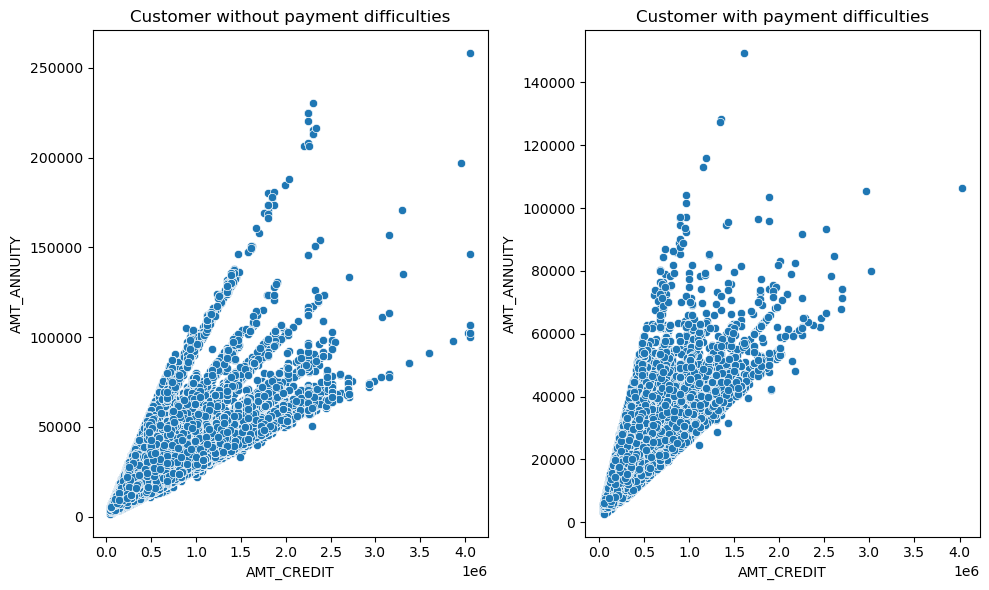 Customer without payment difficulties
AMT_ANNUITY
250000
200000
150000
100000
50000
0
0.0 0.5 1.0 1.5 2.0 2.5 3.0 3.5 4.0
1e6
AMT_CREDIT
Customer with payment difficulties
AMT_ANNUITY
140000
120000
100000
80000
60000
40000
20000
0
0.0 0.5 1.0 1.5 2.0 2.5 3.0 3.5 4.0
1e6
AMT_CREDIT